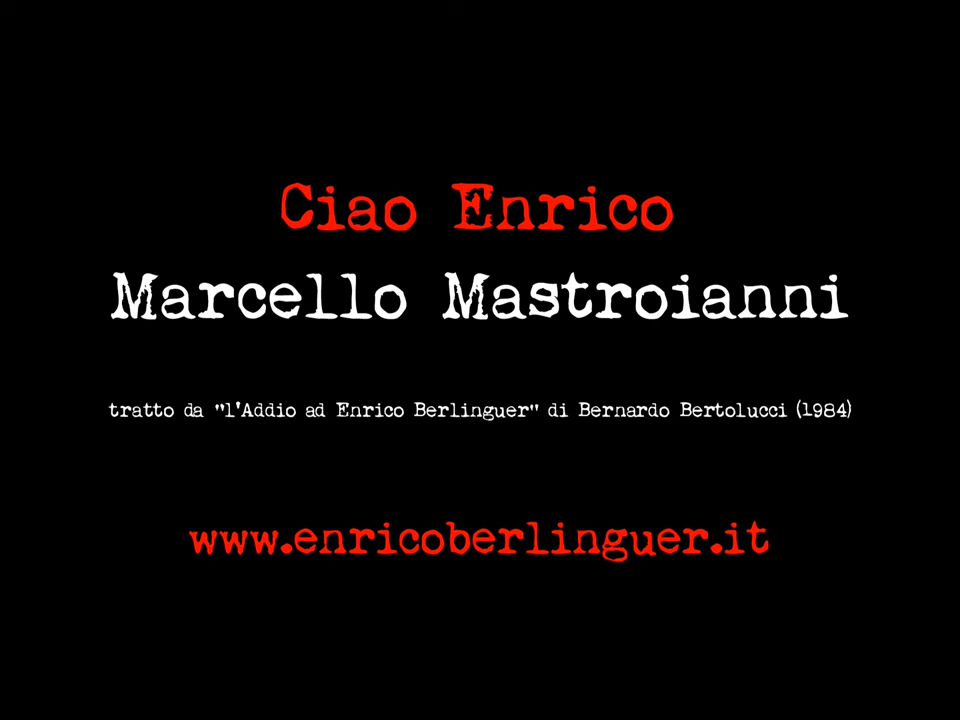 Ciao Enrico
Marcello Mastroianni
tratto da "l'Addio ad Enrico Berlinguer" di Bernardo Bertolucci (1984)
www.enricoberlinguer.it